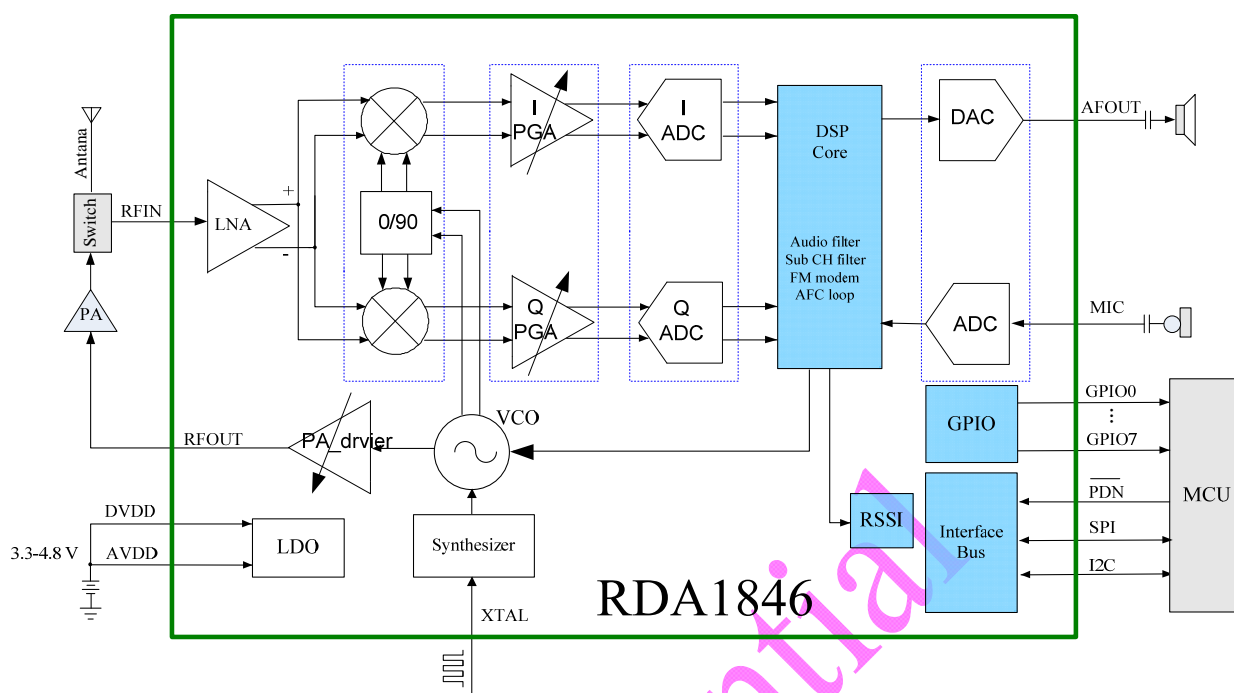 I
PGA
I
ADC
DSP
Core
DAC
AFOUT
Antana
Switch
RFIN
LNA
+
-
0/90
Audio filter
Sub CH filter
FM modem
AFC loop
PA
Q
PGA
Q
ADC
ADC
MIC
VCO
PA_drvier
RFOUT
GPIO
GPIO0
⋮
GPIO7
MCU
PDN
SPI
I2C
Interface
Bus
RSSI
DVDD
3.3-4.8 V
AVDD
LDO
Synthesizer
XTAL
RDA1846
ntial